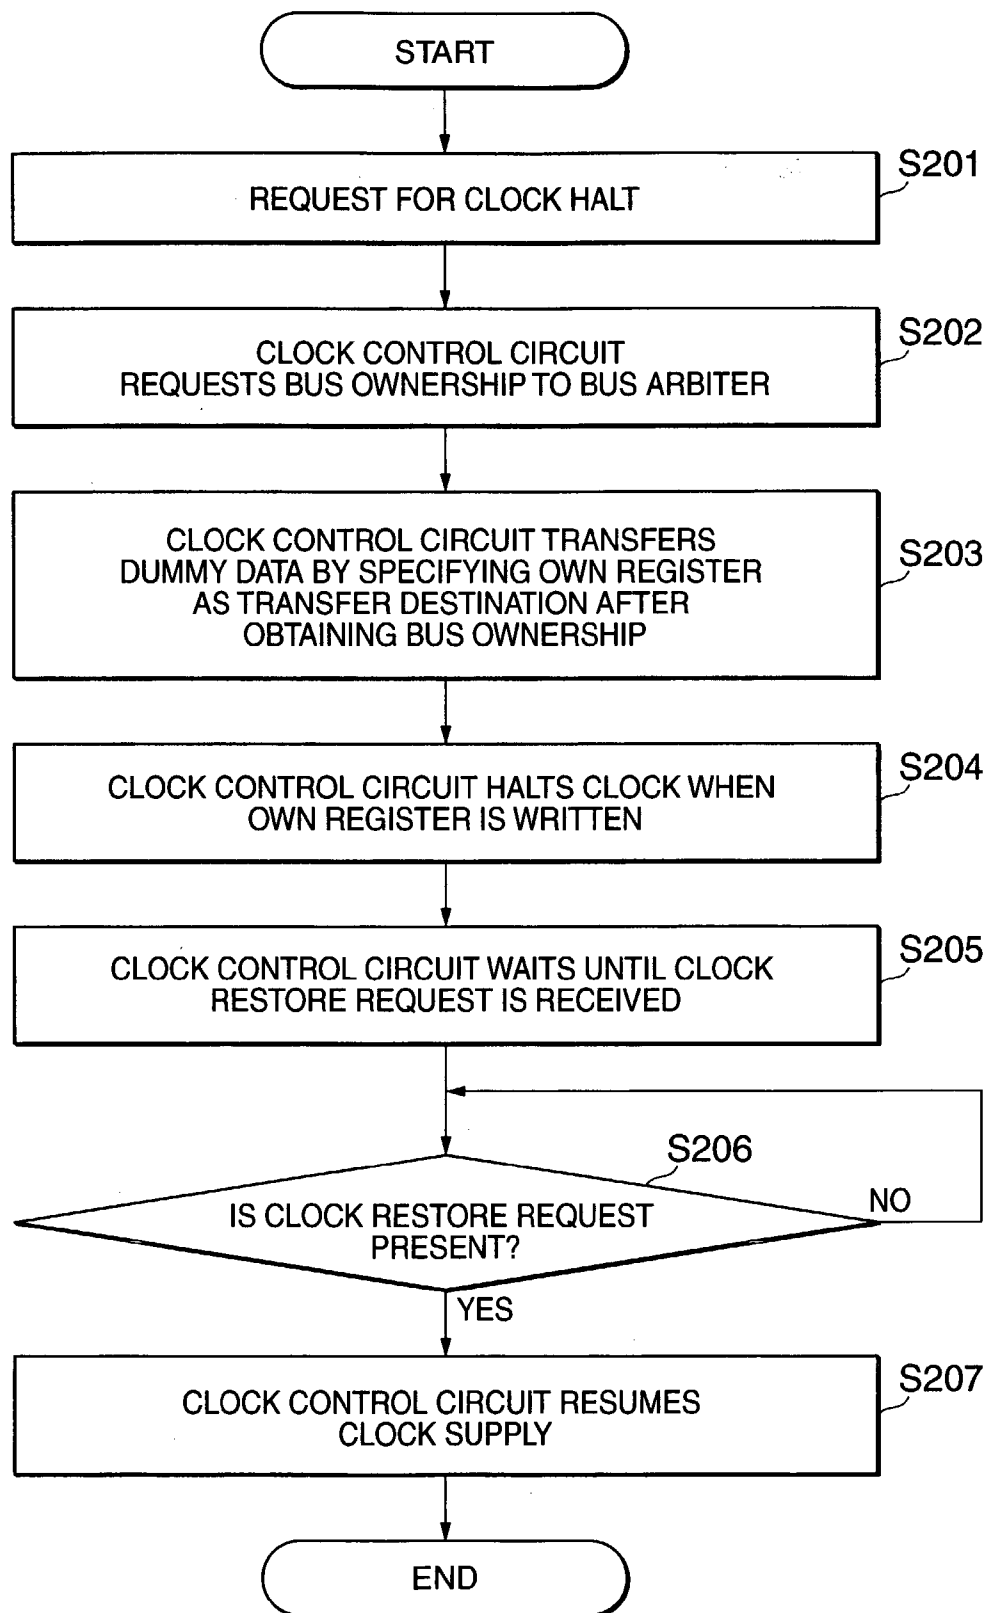 START
S201
REQUEST FOR CLOCK HALT
S202
CLOCK CONTROL CIRCUIT
REQUESTS BUS OWNERSHIP TO BUS ARBITER
S203
CLOCK CONTROL CIRCUIT TRANSFERS
DUMMY DATA BY SPECIFYING OWN REGISTER
AS TRANSFER DESTINATION AFTER
OBTAINING BUS OWNERSHIP
S204
CLOCK CONTROL CIRCUIT HALTS CLOCK WHEN
OWN REGISTER IS WRITTEN
S205
CLOCK CONTROL CIRCUIT WAITS UNTIL CLOCK
RESTORE REQUEST IS RECEIVED
S206
IS CLOCK RESTORE REQUEST
PRESENT?
NO
YES
S207
CLOCK CONTROL CIRCUIT RESUMES
CLOCK SUPPLY
END